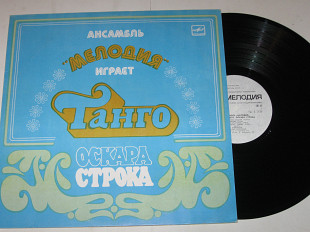 АНСАМБЛЬ
"МЕЛОДИЯ"
ИГРАЕТ
Танго
ОСКАРА
СТРОКА
МЕЛОДИЯ